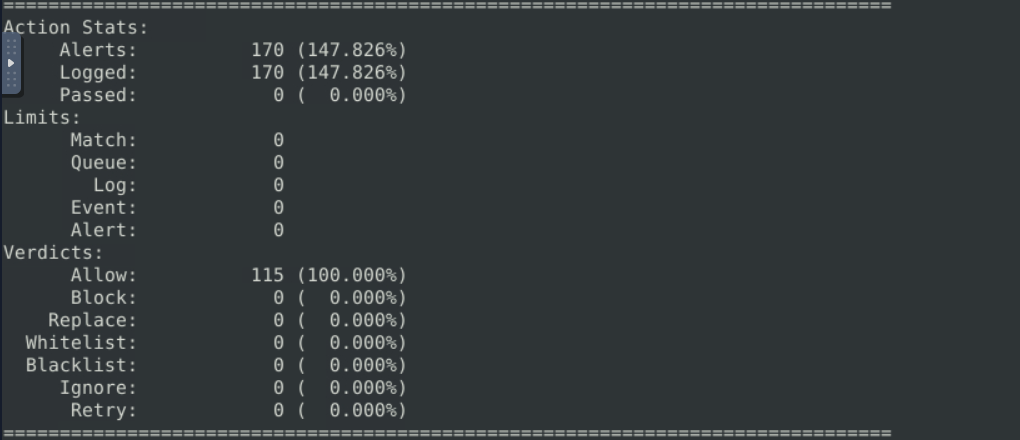 ===============================================================================
Action Stats:
     Alerts:          170 (147.826%)
     Logged:          170 (147.826%)
     Passed:            0 (  0.000%)
Limits:
      Match:            0
      Queue:            0
        Log:            0
      Event:            0
      Alert:            0
Verdicts:
      Allow:          115 (100.000%)
      Block:            0 (  0.000%)
    Replace:            0 (  0.000%)
  Whitelist:            0 (  0.000%)
  Blacklist:            0 (  0.000%)
     Ignore:            0 (  0.000%)
      Retry:            0 (  0.000%)
===============================================================================